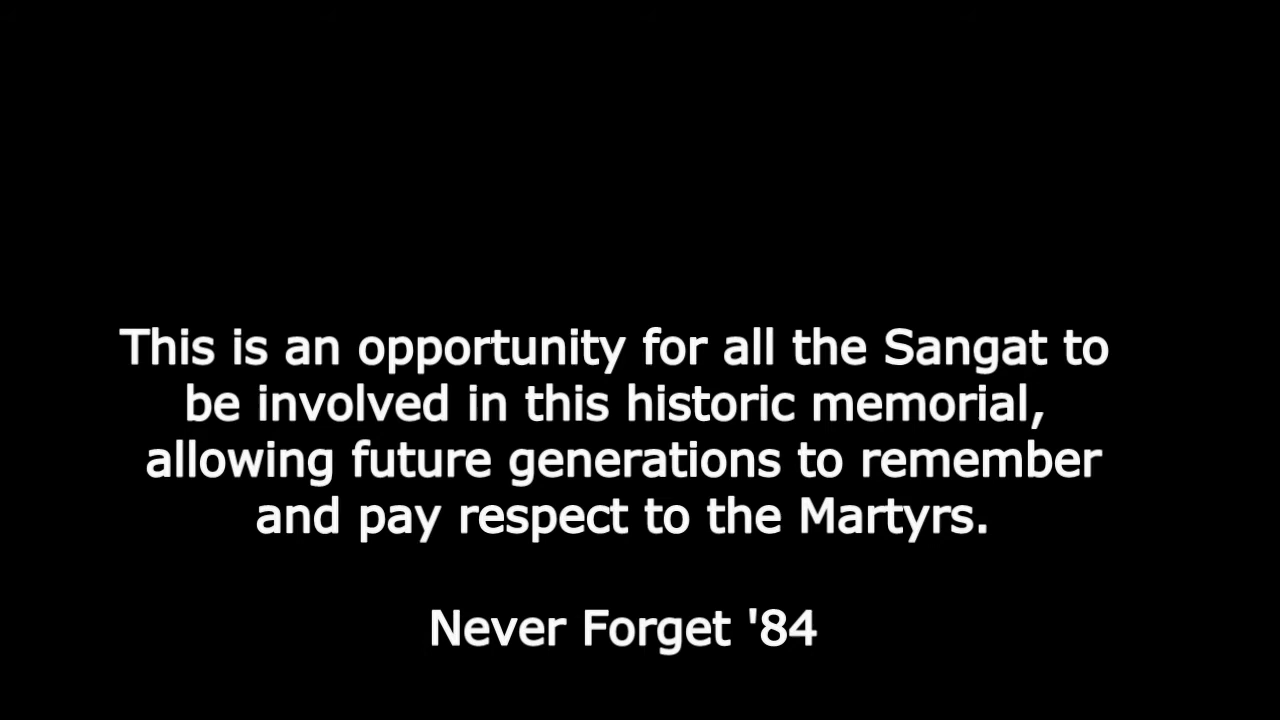 This is an opportunity for all the Sangat to
be involved in this historic memorial,
allowing future generations to remember
and pay respect to the Martyrs.
Never Forget '84